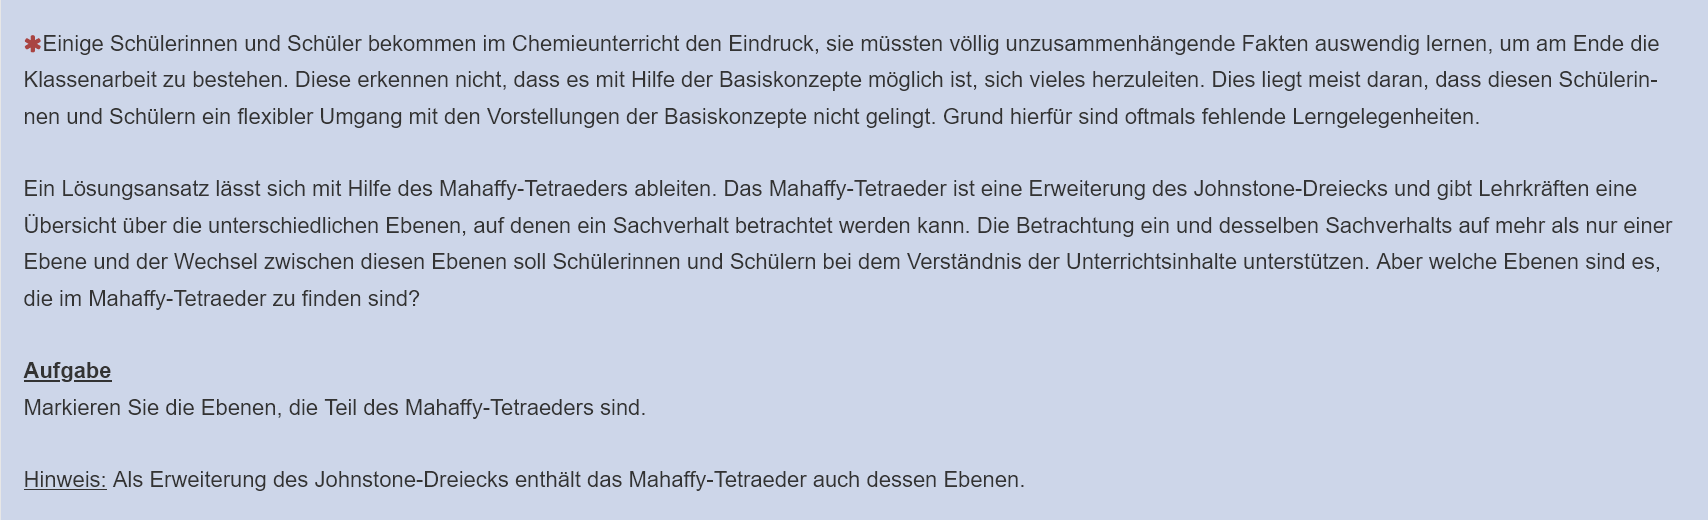 ✱Einige Schülerinnen und Schüler bekommen im Chemieunterricht den Eindruck, sie müssten völlig unzusammenhängende Fakten auswendig lernen, um am Ende die
Klassenarbeit zu bestehen. Diese erkennen nicht, dass es mit Hilfe der Basiskonzepte möglich ist, sich vieles herzuleiten. Dies liegt meist daran, dass diesen Schülerin-
nen und Schülern ein flexibler Umgang mit den Vorstellungen der Basiskonzepte nicht gelingt. Grund hierfür sind oftmals fehlende Lerngelegenheiten.
Ein Lösungsansatz lässt sich mit Hilfe des Mahaffy-Tetraeders ableiten. Das Mahaffy-Tetraeder ist eine Erweiterung des Johnstone-Dreiecks und gibt Lehrkräften eine
Übersicht über die unterschiedlichen Ebenen, auf denen ein Sachverhalt betrachtet werden kann. Die Betrachtung ein und desselben Sachverhalts auf mehr als nur einer
Ebene und der Wechsel zwischen diesen Ebenen soll Schülerinnen und Schülern bei dem Verständnis der Unterrichtsinhalte unterstützen. Aber welche Ebenen sind es,
die im Mahaffy-Tetraeder zu finden sind?
Aufgabe
Markieren Sie die Ebenen, die Teil des Mahaffy-Tetraeders sind.
Hinweis: Als Erweiterung des Johnstone-Dreiecks enthält das Mahaffy-Tetraeder auch dessen Ebenen.